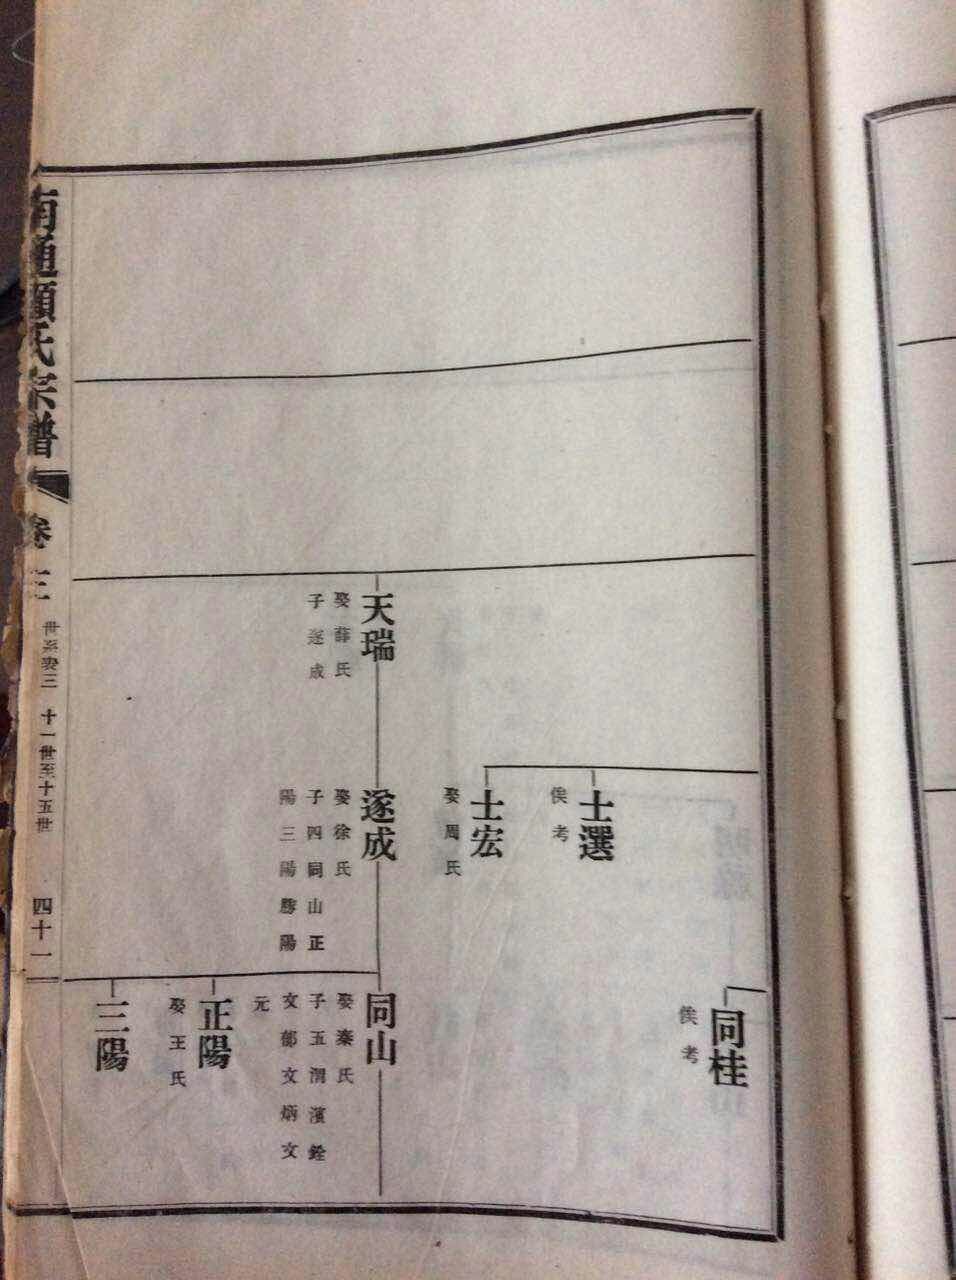 天瑞
娶薛氏
子遂成
士選
俟考
士宏
娶周氏
遂成
娶徐氏
子四同山正
陽三陽陽
同桂
俟考
同山
娶秦氏
子五渭濱銓
文郁文炳文
元
正陽
娶王氏
三陽
南通顧氏宗譜
卷三
世系卷三 十一世至十五世
四十一